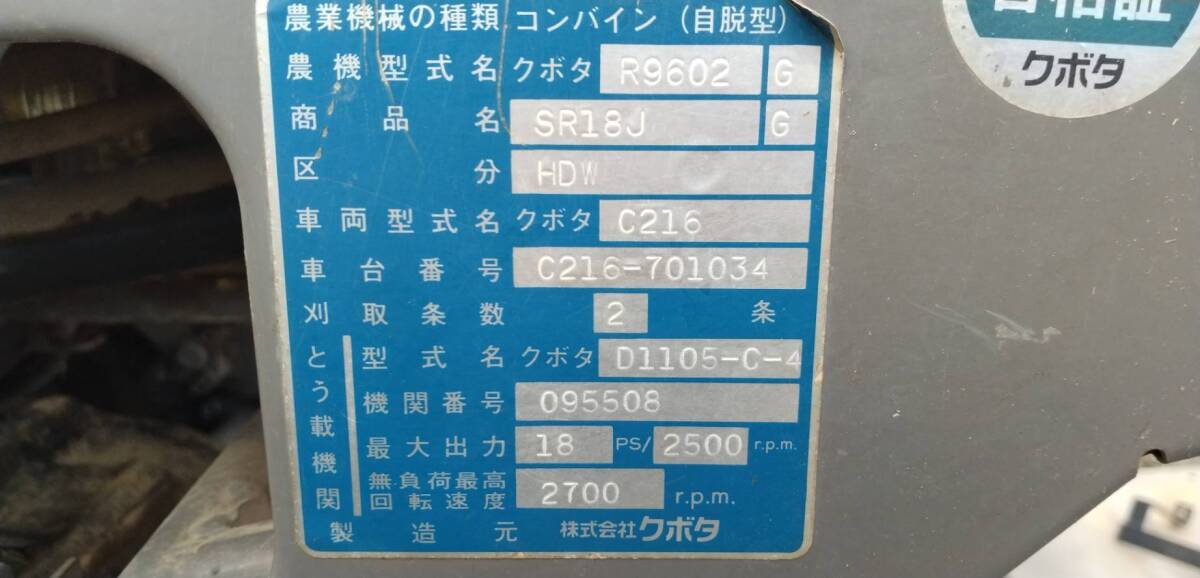 農業機械の種類 コンバイン (自脱型)
農機型式名 クボタ R9602 G
商品名 SR18J G
区分 HDW
車両型式名 クボタ C216
車台番号 C216-701034
刈取条数 2 条
とう載機関
型式名 クボタ D1105-C-4
機関番号 095508
最大出力 18 PS/ 2500 r.p.m.
無負荷最高回転速度 2700 r.p.m.
製造元 株式会社クボタ
合格証
クボタ